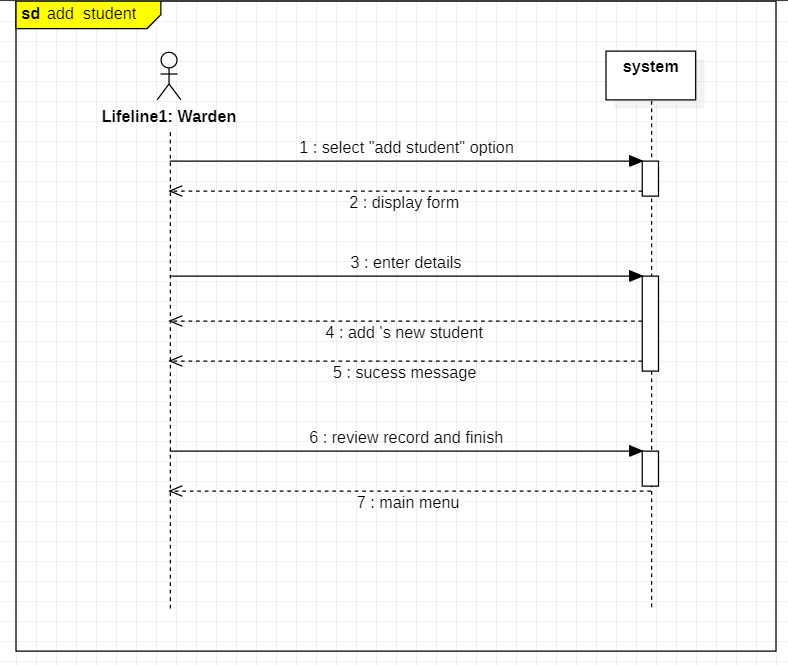 sd add student
system
Lifeline1: Warden
1 : select "add student" option
2 : display form
3 : enter details
4 : add 's new student
5 : sucess message
6 : review record and finish
7 : main menu